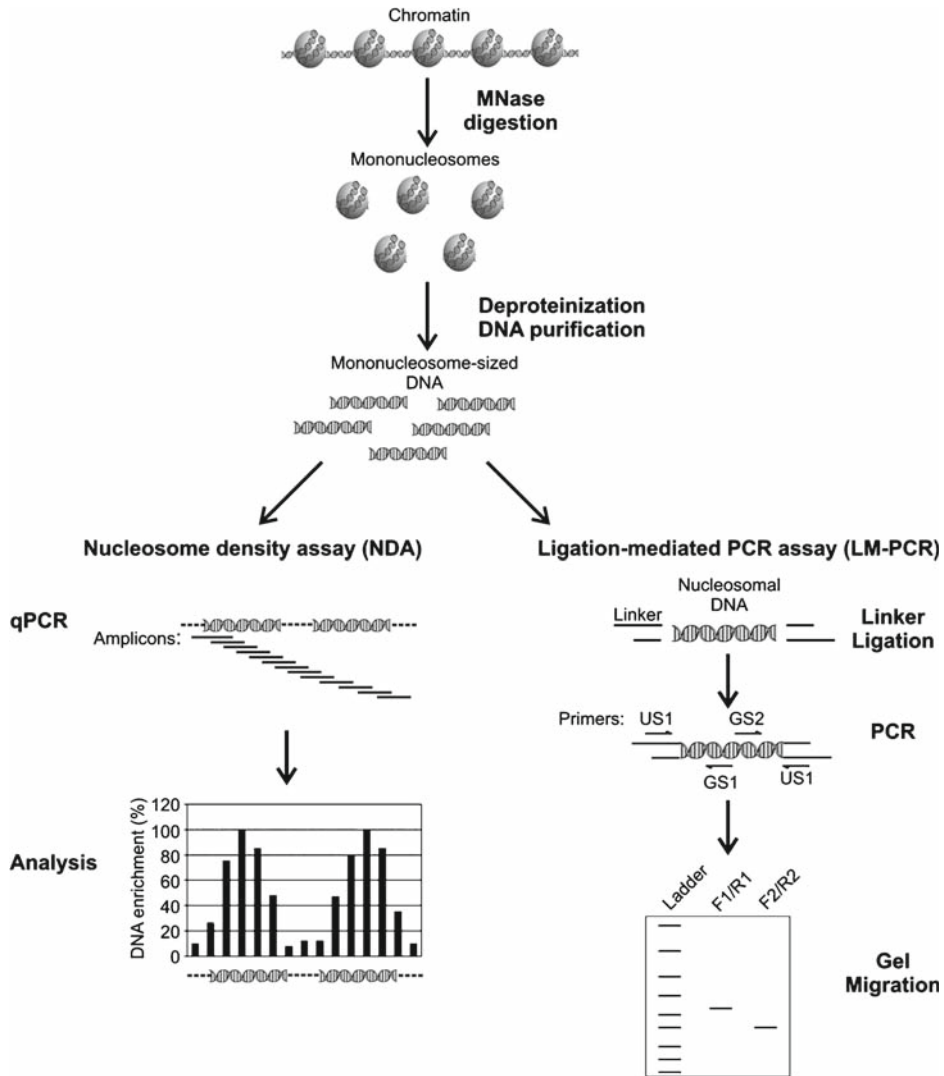 Chromatin
MNase
digestion
Mononucleosomes
Deproteinization
DNA purification
Mononucleosome-sized
DNA
Nucleosome density assay (NDA)
qPCR
Amplicons:
Analysis
DNA enrichment (%)
120
100
80
60
40
20
0
Ligation-mediated PCR assay (LM-PCR)
Nucleosomal
DNA
Linker
Linker
Ligation
Primers:
US1
GS2
PCR
GS1
US1
Ladder
F1/R1
F2/R2
Gel
Migration